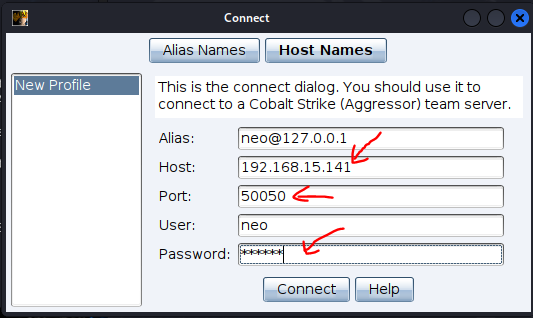 Connect
Alias Names Host Names
New Profile
This is the connect dialog. You should use it to
connect to a Cobalt Strike (Aggressor) team server.
Alias: neo@127.0.0.1
Host: 192.168.15.141
Port: 50050
User: neo
Password: ******
Connect Help